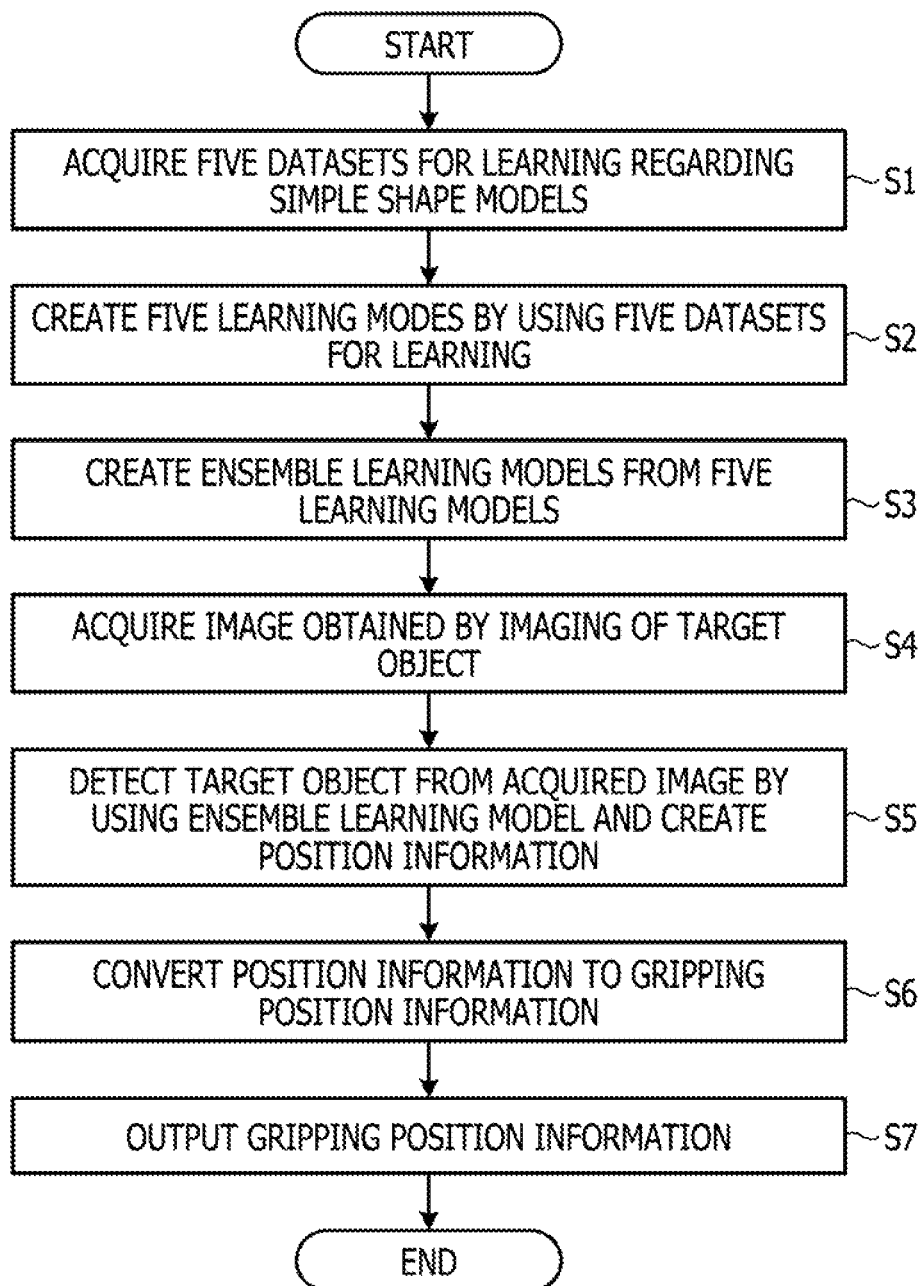 START
ACQUIRE FIVE DATASETS FOR LEARNING REGARDING
SIMPLE SHAPE MODELS
S1
CREATE FIVE LEARNING MODES BY USING FIVE DATASETS
FOR LEARNING
S2
CREATE ENSEMBLE LEARNING MODELS FROM FIVE
LEARNING MODELS
S3
ACQUIRE IMAGE OBTAINED BY IMAGING OF TARGET
OBJECT
S4
DETECT TARGET OBJECT FROM ACQUIRED IMAGE BY
USING ENSEMBLE LEARNING MODEL AND CREATE
POSITION INFORMATION
S5
CONVERT POSITION INFORMATION TO GRIPPING
POSITION INFORMATION
S6
OUTPUT GRIPPING POSITION INFORMATION
S7
END